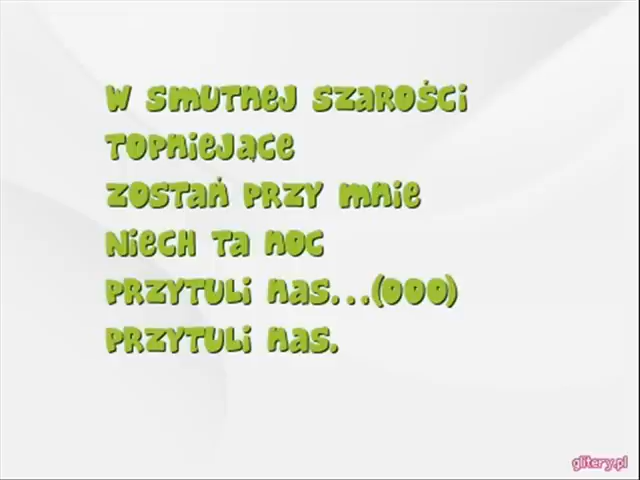 W smutnej szarości
topniejące
zostań przy mnie
niech ta noc
przytuli nas...(ooo)
przytuli nas.
glitery.pl